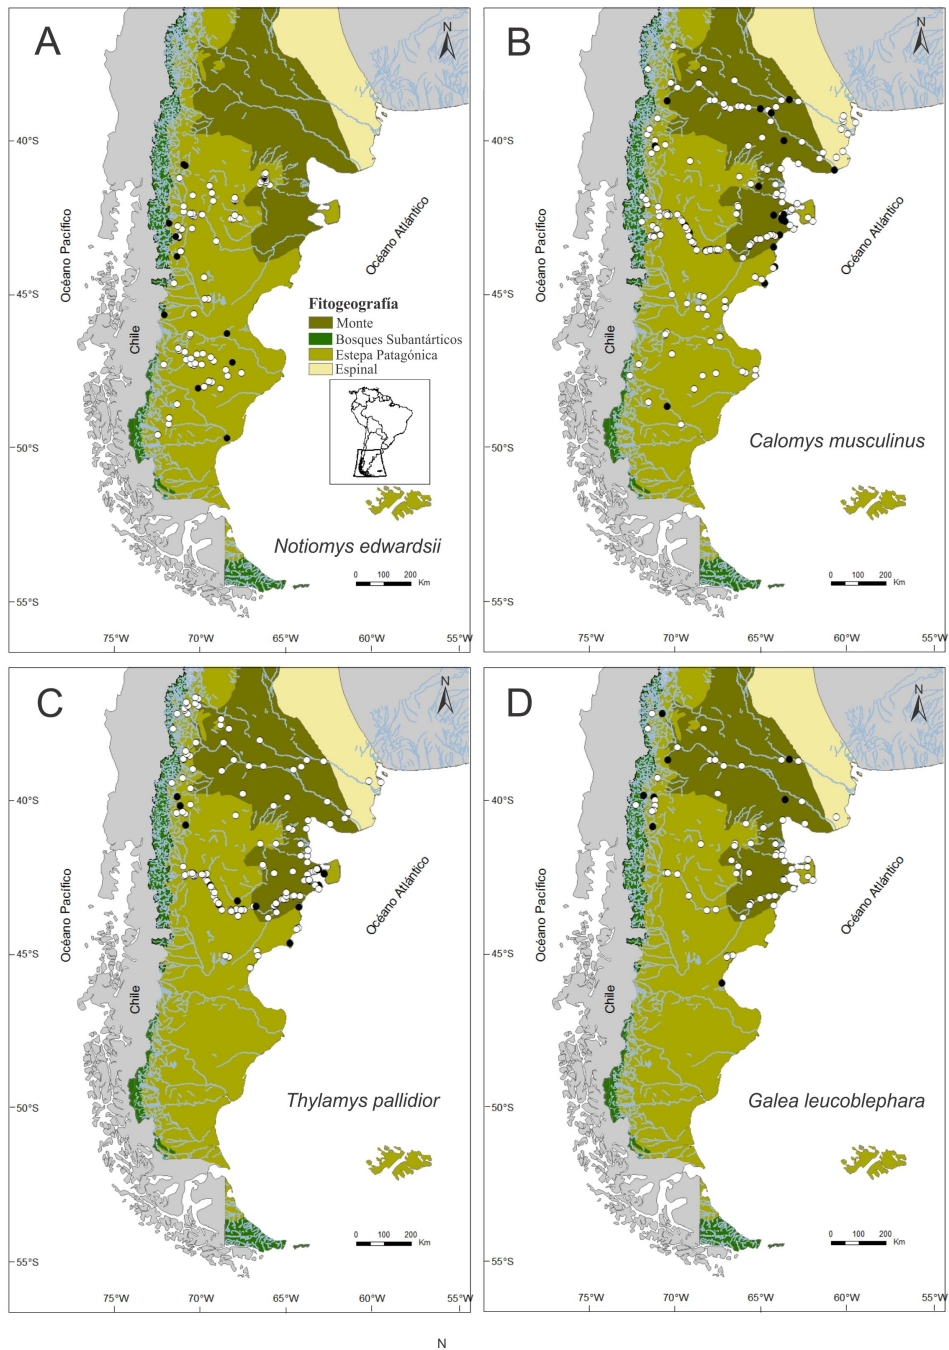 A
N
40°S
45°S
50°S
55°S
Océano Pacífico
Chile
Océano Atlántico
Fitogeografía
Monte
Bosques Subantárticos
Estepa Patagónica
Espinal
Notiomys edwardsii
0 100 200
Km
75°W 70°W 65°W 60°W 55°W
B
N
40°S
45°S
50°S
55°S
Océano Pacífico
Chile
Océano Atlántico
Calomys musculinus
0 100 200
Km
75°W 70°W 65°W 60°W 55°W
C
N
40°S
45°S
50°S
55°S
Océano Pacífico
Chile
Océano Atlántico
Thylamys pallidior
0 100 200
Km
75°W 70°W 65°W 60°W 55°W
D
N
40°S
45°S
50°S
55°S
Océano Pacífico
Chile
Océano Atlántico
Galea leucoblephara
0 100 200
Km
75°W 70°W 65°W 60°W 55°W
N